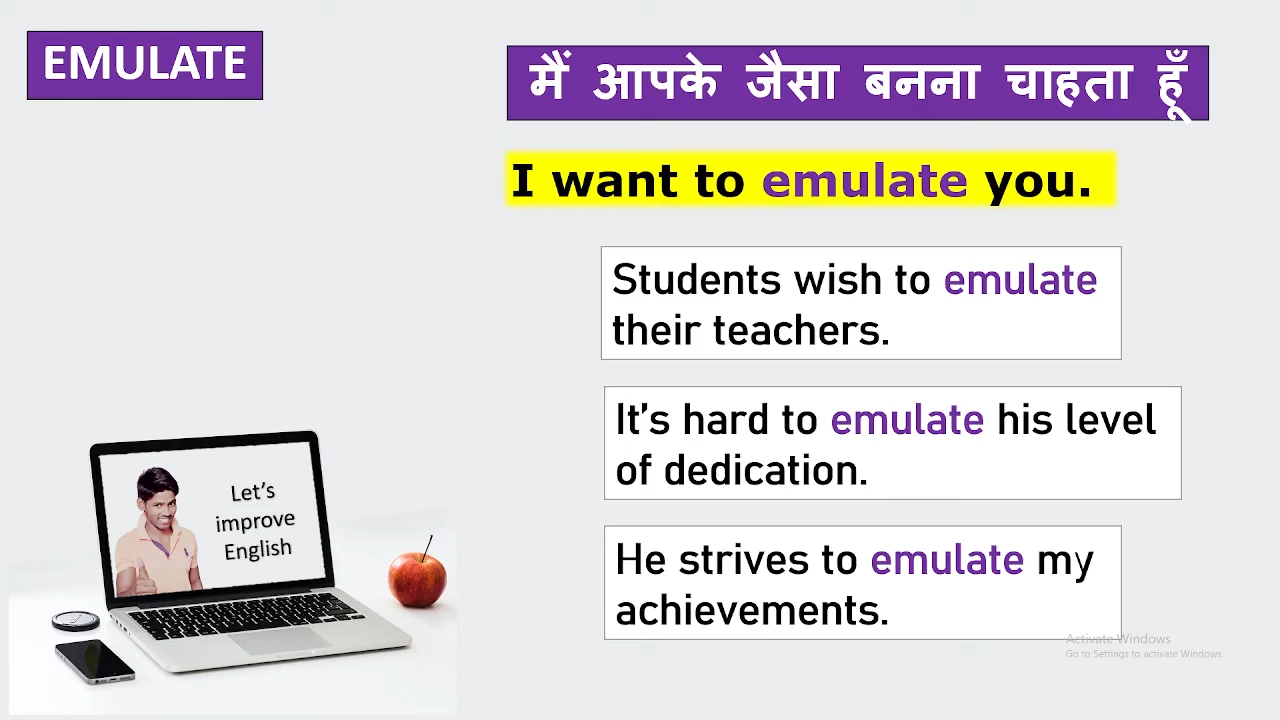 EMULATE
मैं आपके जैसा बनना चाहता हूँ
I want to emulate you.
Students wish to emulate
their teachers.
It's hard to emulate his level
of dedication.
He strives to emulate my
achievements.
Let's
improve
English
Activate Windows
Go to Settings to activate Windows.